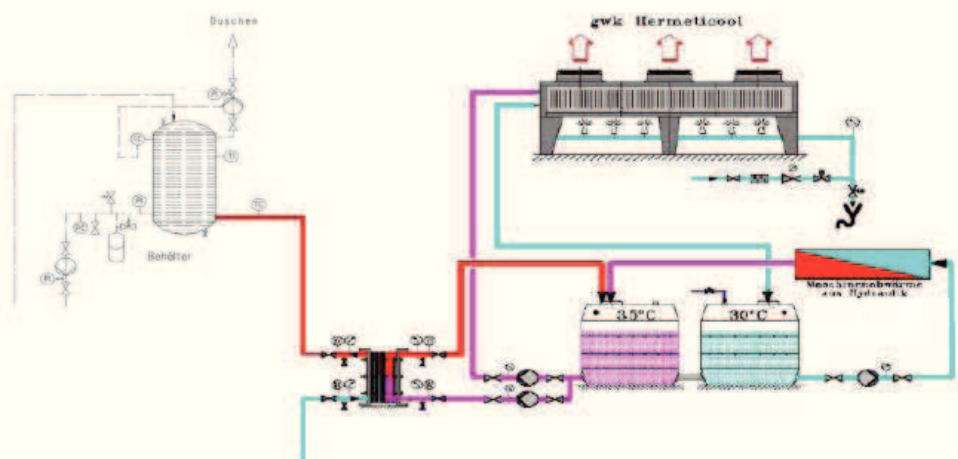 Duschen
gwk Hermeticool
Behälter
35°C
30°C
Maschinenabwärme
aus Hydraulik